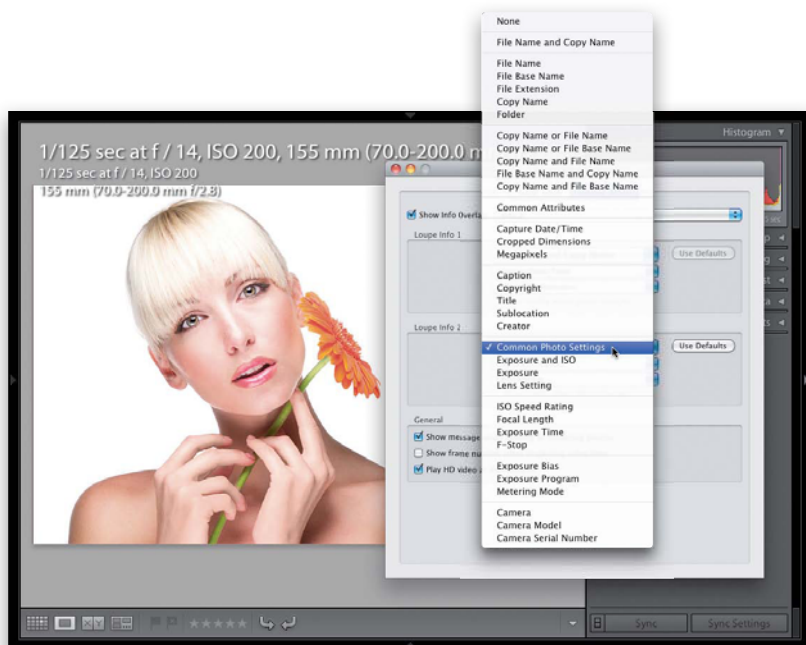 None
File Name and Copy Name
File Name
File Base Name
File Extension
Copy Name
Folder
Copy Name or File Name
Copy Name or File Base Name
Copy Name and File Name
File Base Name and Copy Name
Copy Name and File Base Name
Common Attributes
Capture Date/Time
Cropped Dimensions
Megapixels
Caption
Copyright
Title
Sublocation
Creator
✓ Common Photo Settings
Exposure and ISO
Exposure
Lens Setting
ISO Speed Rating
Focal Length
Exposure Time
F-Stop
Exposure Bias
Exposure Program
Metering Mode
Camera
Camera Model
Camera Serial Number
Histogram
1/125 sec at f / 14, ISO 200, 155 mm (70.0-200.0 m
1/125 sec at f / 14, ISO 200
155 mm (70.0-200.0 mm f/2.8)
Show Info Overla
Loupe Info 1
Use Defaults
Loupe Info 2
Use Defaults
General
Show message
Show frame nu
Play HD video a
XY
Sync
Sync Settings